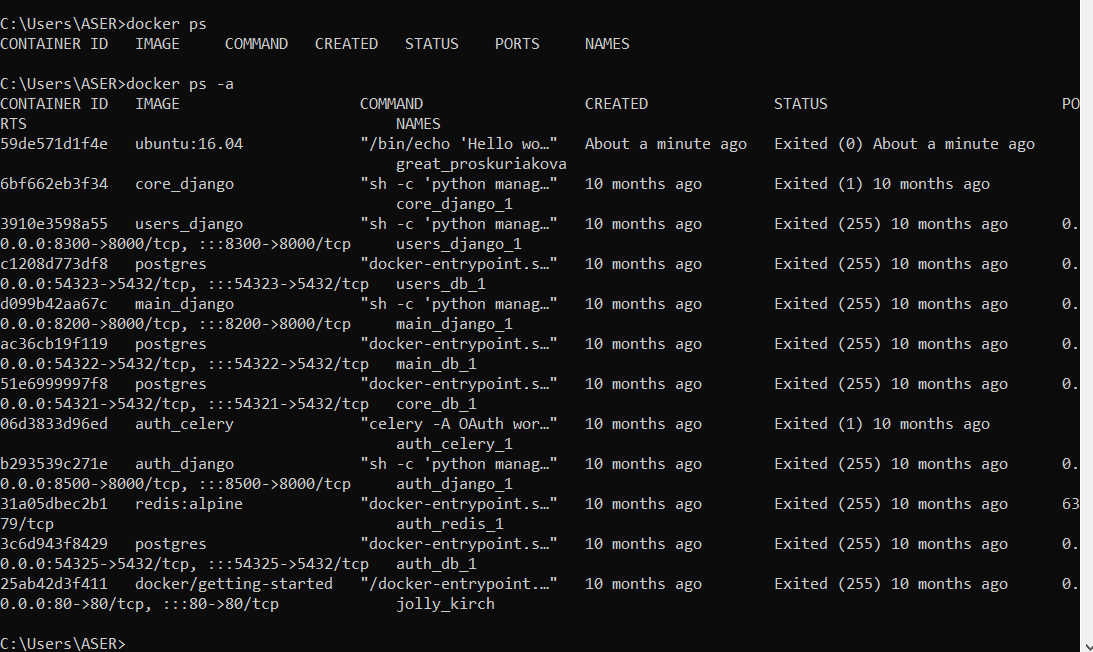 C:\Users\ASER>docker ps
CONTAINER ID   IMAGE     COMMAND   CREATED   STATUS    PORTS     NAMES
C:\Users\ASER>docker ps -a
CONTAINER ID   IMAGE                    COMMAND                  CREATED              STATUS                          PO
RTS                                         NAMES
59de571d1f4e   ubuntu:16.04             "/bin/echo 'Hello wo…"   About a minute ago   Exited (0) About a minute ago
                                            great_proskuriakova
6bf662eb3f34   core_django              "sh -c 'python manag…"   10 months ago        Exited (1) 10 months ago
                                            core_django_1
3910e3598a55   users_django             "sh -c 'python manag…"   10 months ago        Exited (255) 10 months ago      0.
0.0.0:8300->8000/tcp, :::8300->8000/tcp     users_django_1
c1208d773df8   postgres                 "docker-entrypoint.s…"   10 months ago        Exited (255) 10 months ago      0.
0.0.0:54323->5432/tcp, :::54323->5432/tcp   users_db_1
d099b42aa67c   main_django              "sh -c 'python manag…"   10 months ago        Exited (255) 10 months ago      0.
0.0.0:8200->8000/tcp, :::8200->8000/tcp     main_django_1
ac36cb19f119   postgres                 "docker-entrypoint.s…"   10 months ago        Exited (255) 10 months ago      0.
0.0.0:54322->5432/tcp, :::54322->5432/tcp   main_db_1
51e6999997f8   postgres                 "docker-entrypoint.s…"   10 months ago        Exited (255) 10 months ago      0.
0.0.0:54321->5432/tcp, :::54321->5432/tcp   core_db_1
06d3833d96ed   auth_celery              "celery -A OAuth wor…"   10 months ago        Exited (1) 10 months ago
                                            auth_celery_1
b293539c271e   auth_django              "sh -c 'python manag…"   10 months ago        Exited (255) 10 months ago      0.
0.0.0:8500->8000/tcp, :::8500->8000/tcp     auth_django_1
31a05dbec2b1   redis:alpine             "docker-entrypoint.s…"   10 months ago        Exited (255) 10 months ago      63
79/tcp                                      auth_redis_1
3c6d943f8429   postgres                 "docker-entrypoint.s…"   10 months ago        Exited (255) 10 months ago      0.
0.0.0:54325->5432/tcp, :::54325->5432/tcp   auth_db_1
25ab42d3f411   docker/getting-started   "/docker-entrypoint.…"   10 months ago        Exited (255) 10 months ago      0.
0.0.0:80->80/tcp, :::80->80/tcp             jolly_kirch
C:\Users\ASER>